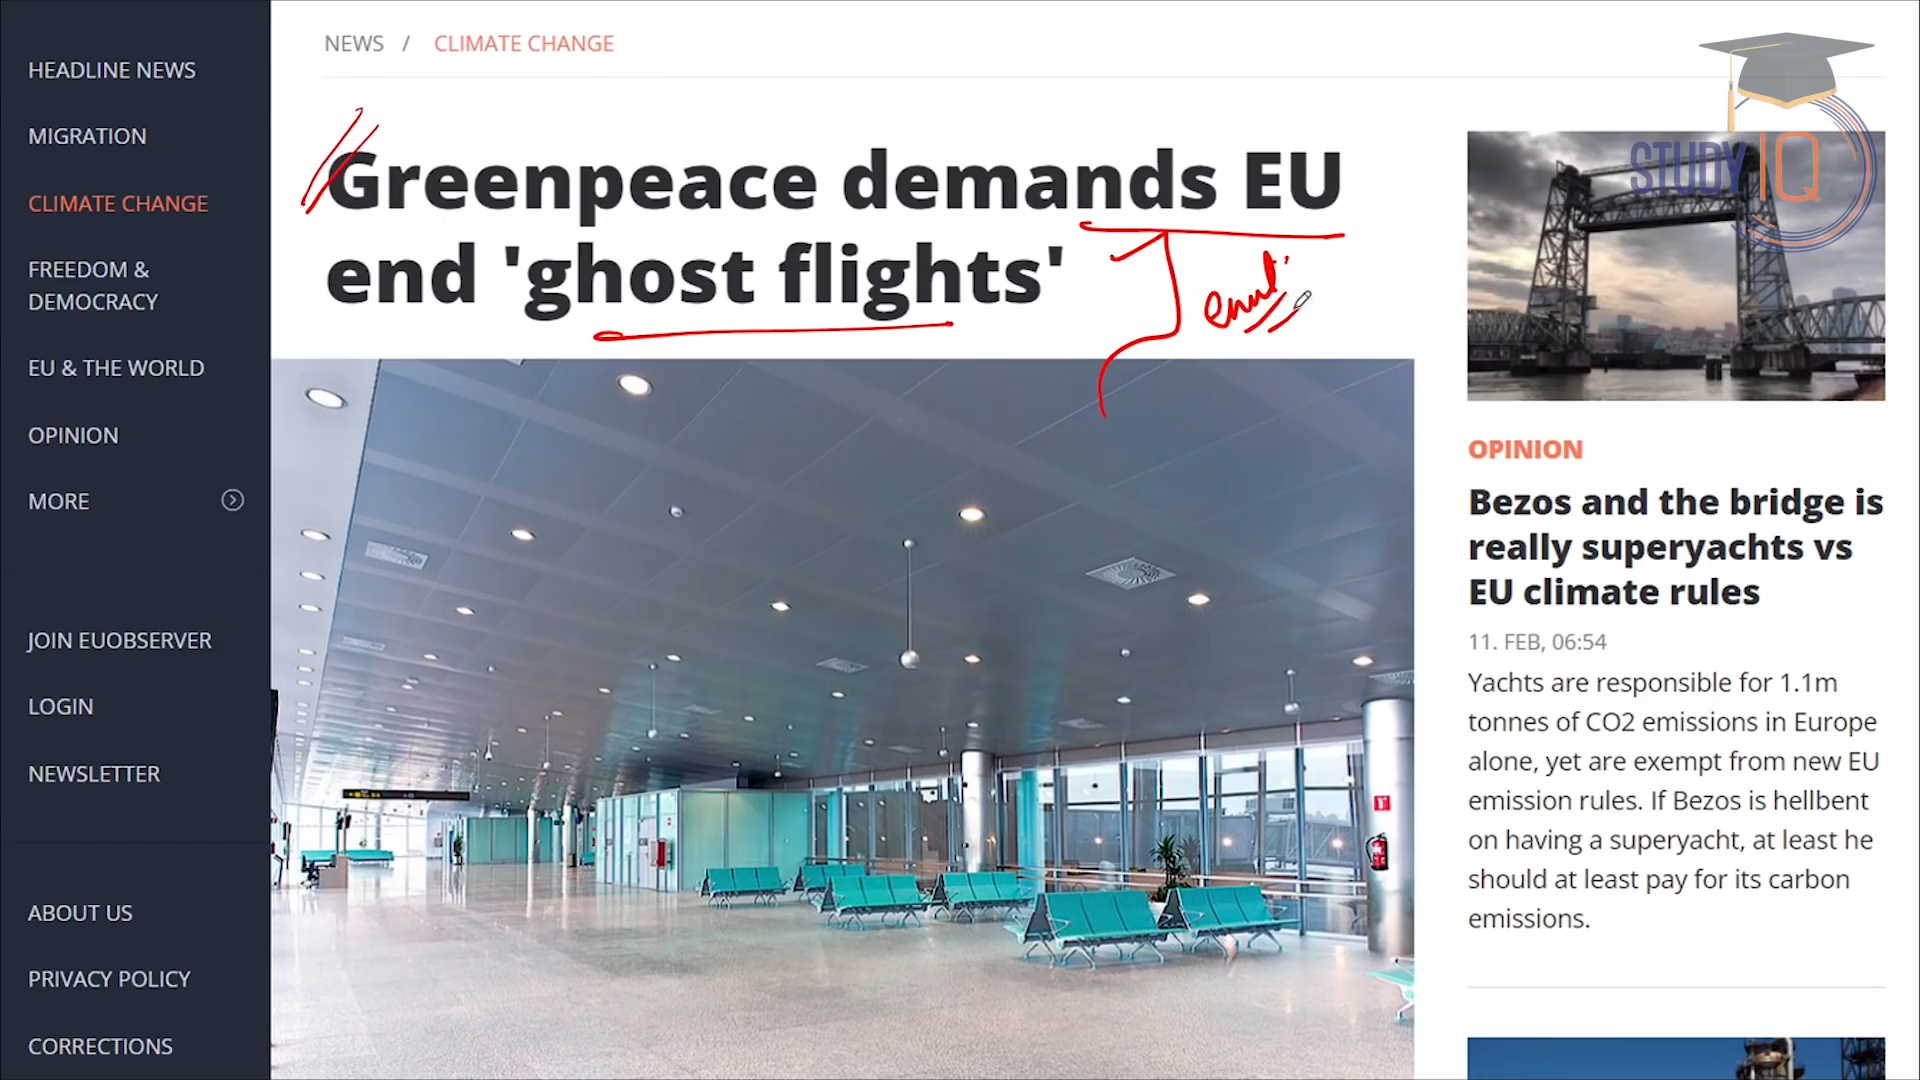 HEADLINE NEWS
MIGRATION
CLIMATE CHANGE
FREEDOM &
DEMOCRACY
EU & THE WORLD
OPINION
MORE
JOIN EUOBSERVER
LOGIN
NEWSLETTER
ABOUT US
PRIVACY POLICY
CORRECTIONS
NEWS / CLIMATE CHANGE
Greenpeace demands EU
end 'ghost flights'
STUDY IQ
OPINION
Bezos and the bridge is
really superyachts vs
EU climate rules
11. FEB, 06:54
Yachts are responsible for 1.1m
tonnes of CO2 emissions in Europe
alone, yet are exempt from new EU
emission rules. If Bezos is hellbent
on having a superyacht, at least he
should at least pay for its carbon
emissions.